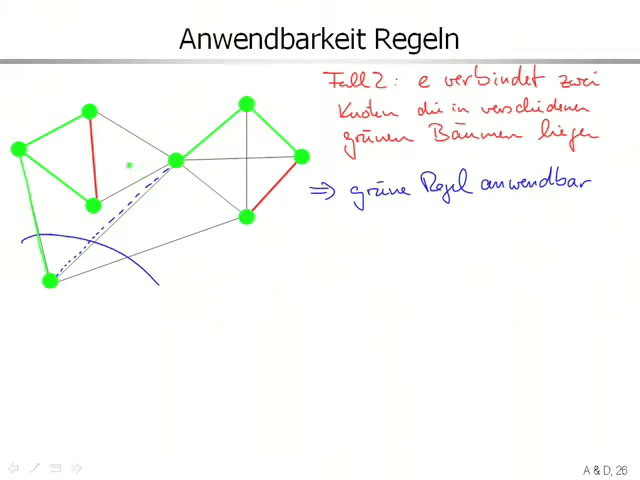 Anwendbarkeit Regeln
Fall 2: e verbindet zwei
Knoten die in verschiedenen
grünen Bäumen liegen
⇒ grüne Regel anwendbar
A & D, 26